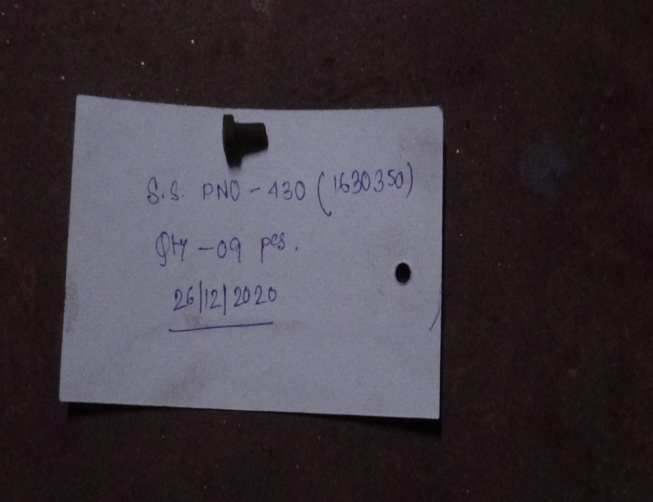 S.S. PNO - 430 (1630350)
Qty - 09 pcs.
26/12/2020